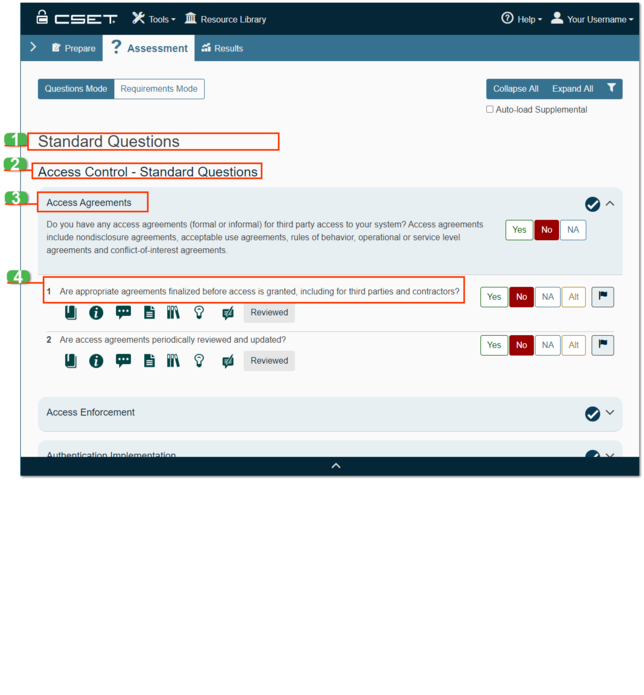 CSET Tools Resource Library Help Your Username
Prepare ? Assessment Results
Questions Mode Requirements Mode Collapse All Expand All
Auto-load Supplemental
1 Standard Questions
2 Access Control - Standard Questions
3 Access Agreements
Do you have any access agreements (formal or informal) for third party access to your system? Access agreements
include nondisclosure agreements, acceptable use agreements, rules of behavior, operational or service level
agreements and conflict-of-interest agreements.
Yes No NA
4
1 Are appropriate agreements finalized before access is granted, including for third parties and contractors?
Yes No NA Alt
Reviewed
2 Are access agreements periodically reviewed and updated?
Yes No NA Alt
Reviewed
Access Enforcement
Authentication Implementation